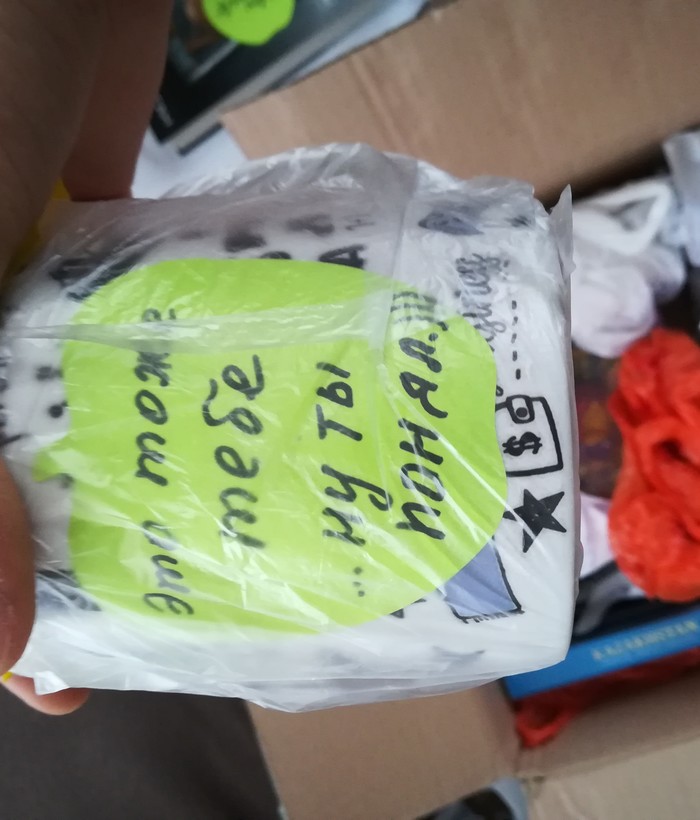 Это тоже
тебе
... ну ты
понял.)))
$